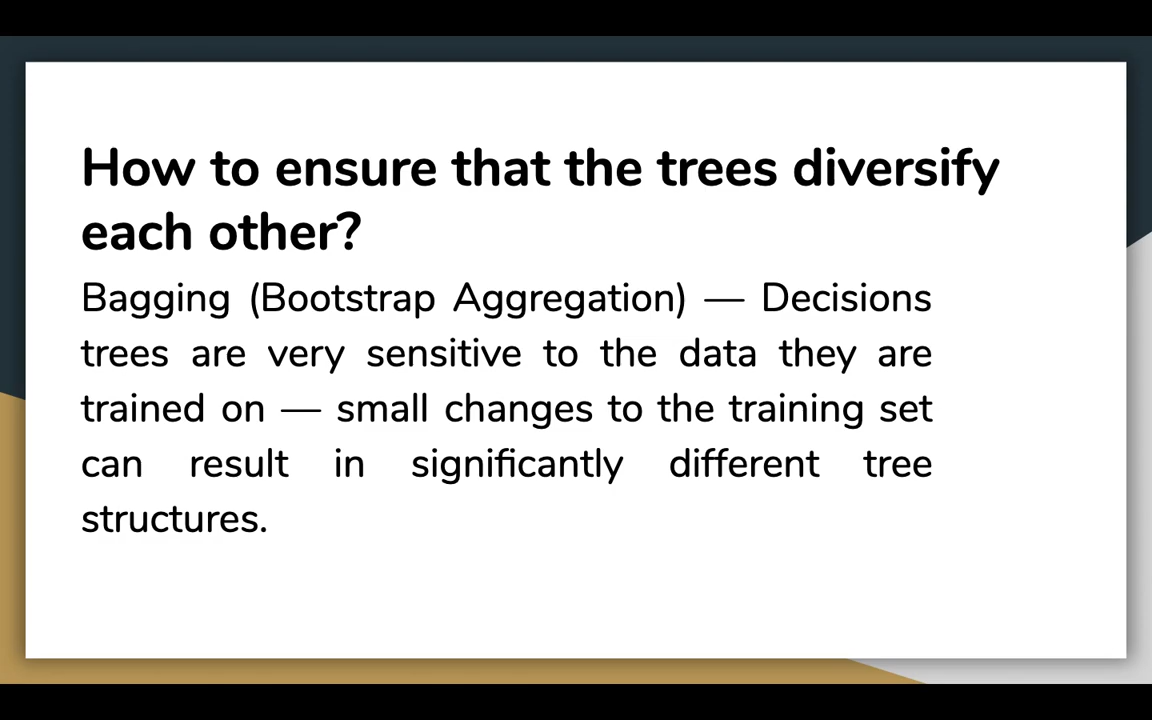 How to ensure that the trees diversify
each other?
Bagging (Bootstrap Aggregation) — Decisions
trees are very sensitive to the data they are
trained on — small changes to the training set
can result in significantly different tree
structures.